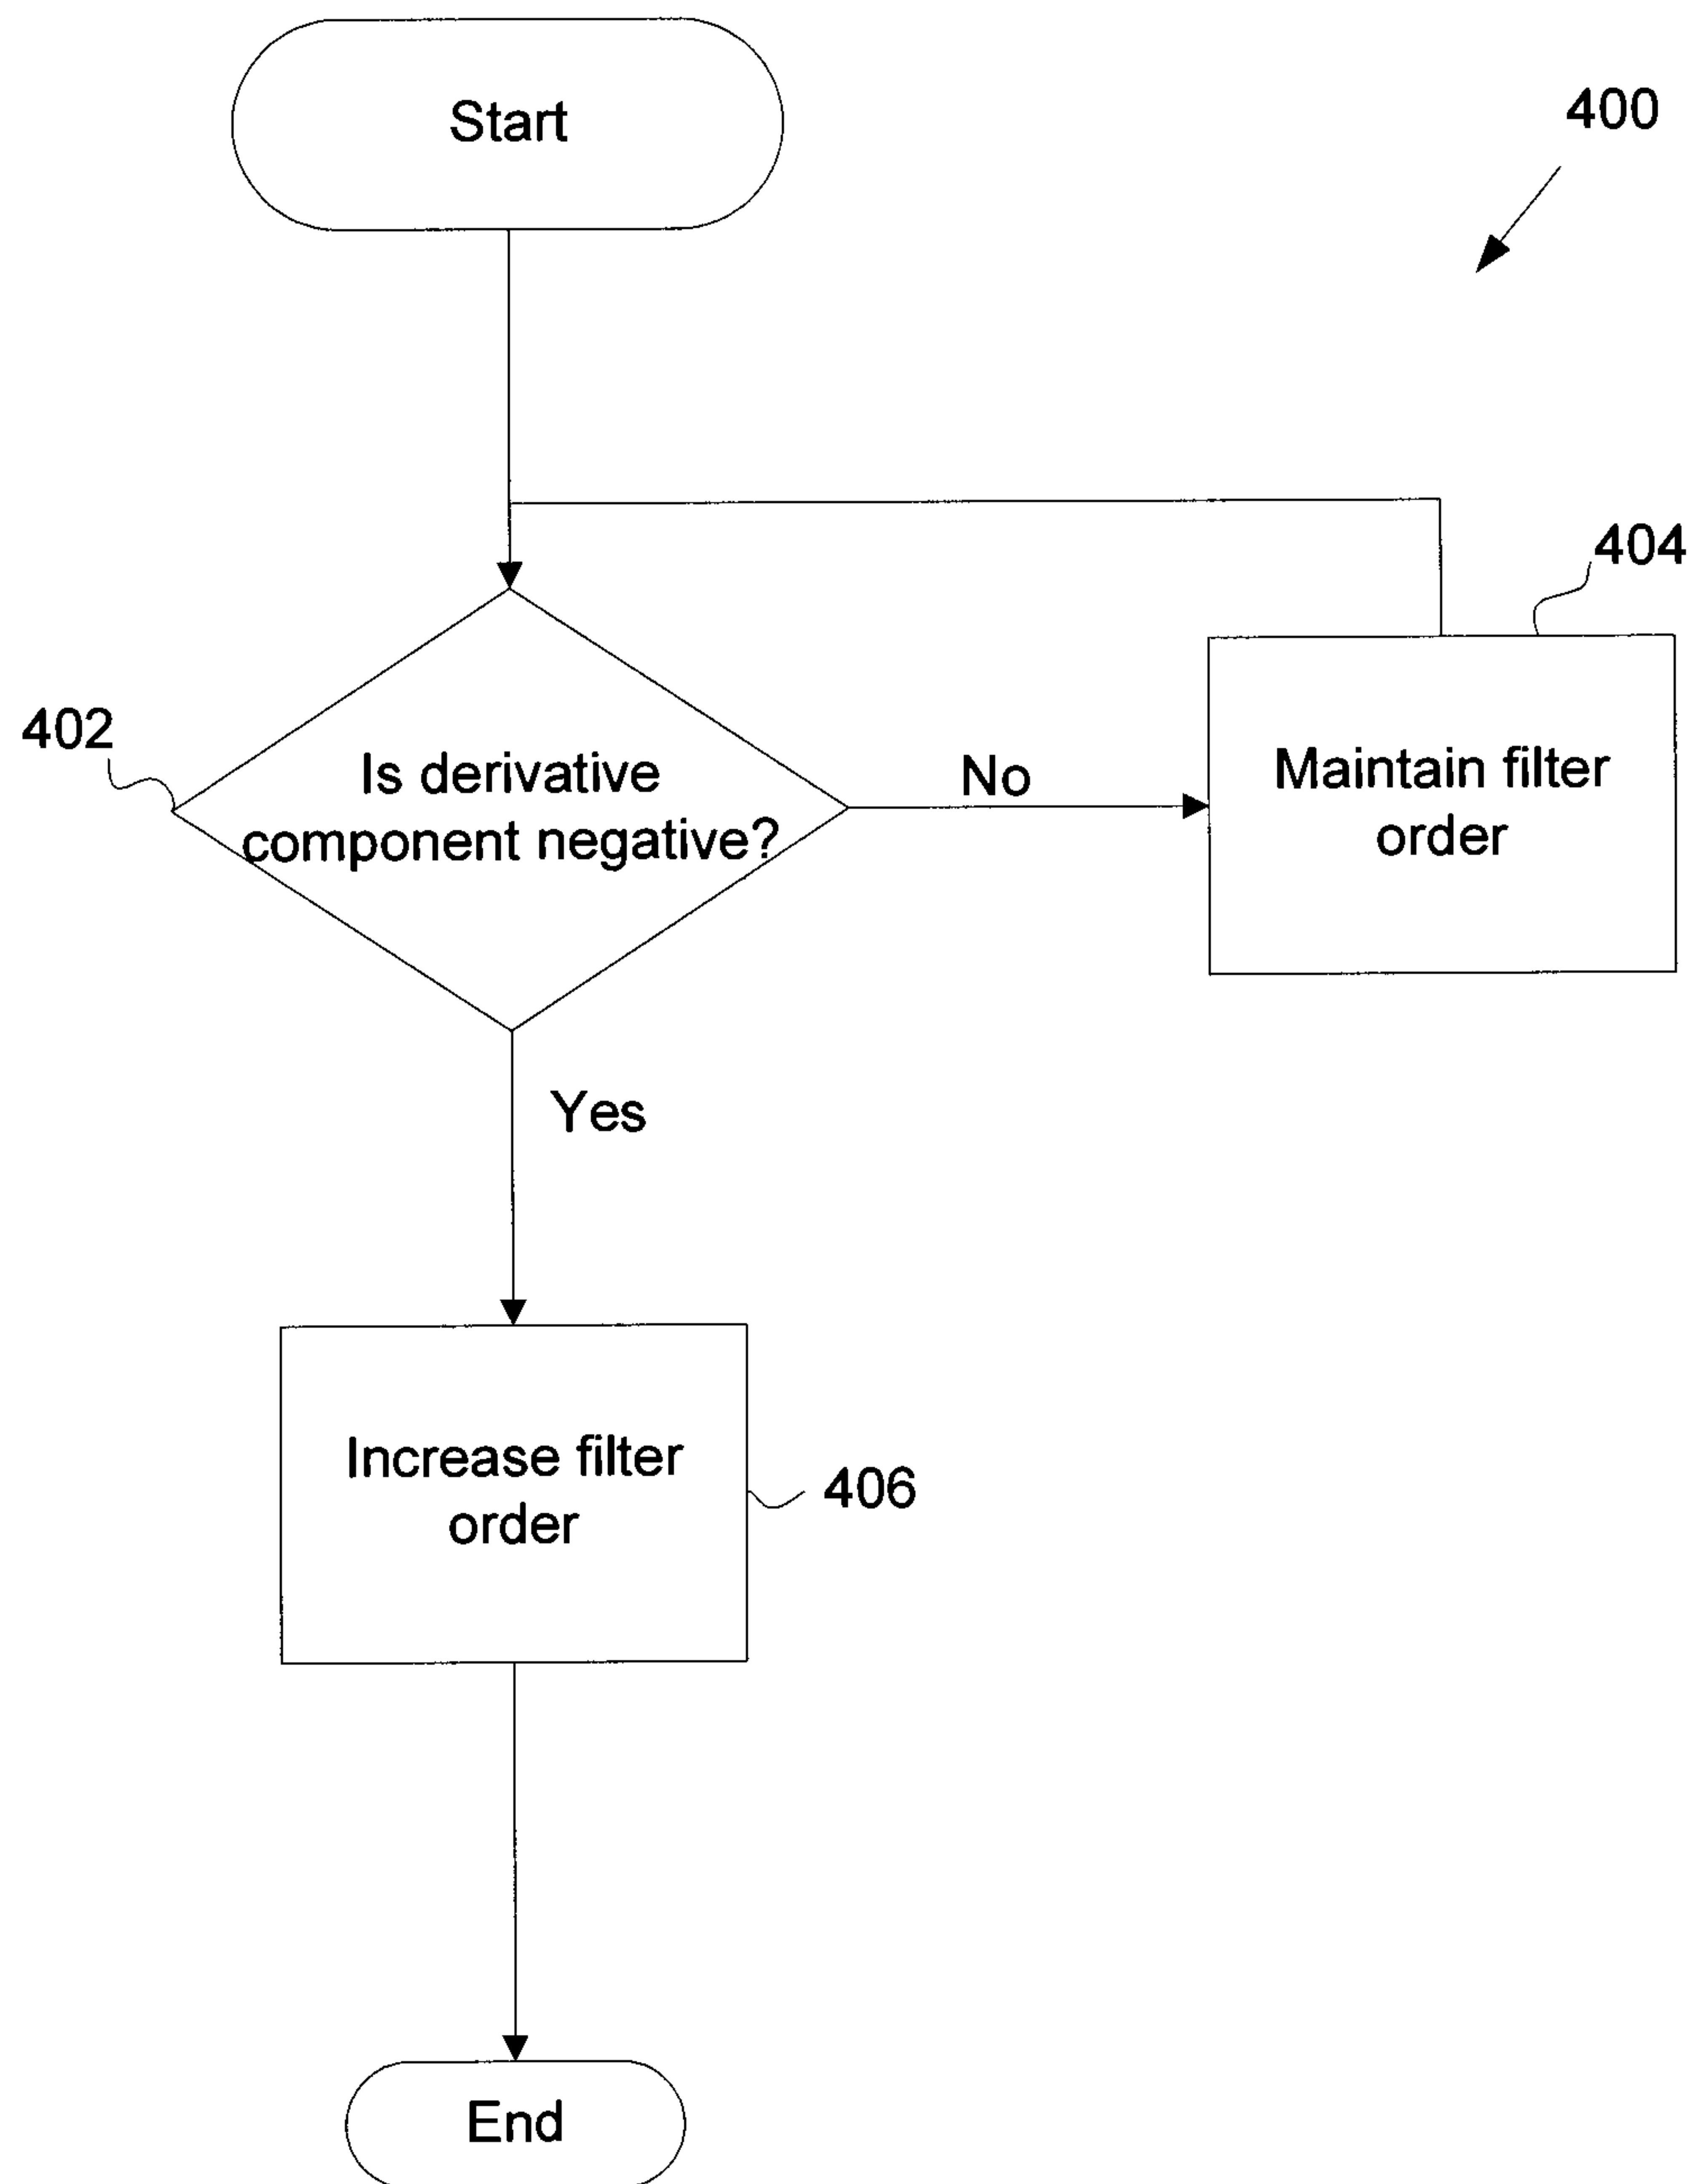 Start
400
404
402
Is derivative
component negative?
No
Maintain filter
order
Yes
Increase filter
order
406
End